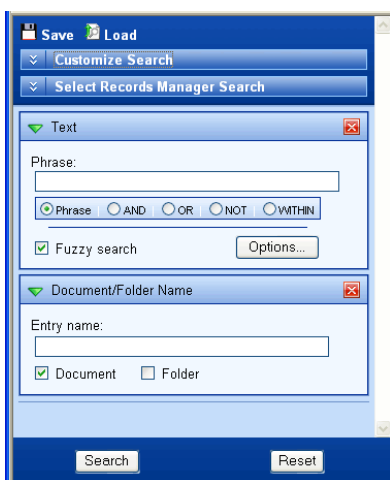 Save Load
Customize Search
Select Records Manager Search
Text
Phrase:
Phrase AND OR NOT WITHIN
Fuzzy search Options...
Document/Folder Name
Entry name:
Document Folder
Search Reset